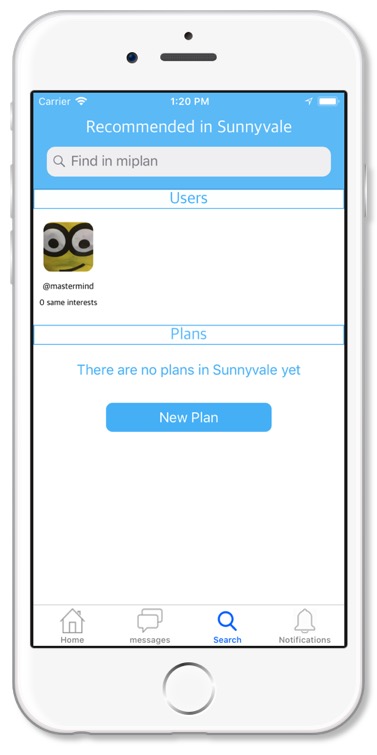 Carrier 1:20 PM
Recommended in Sunnyvale
Find in miplan
Users
@mastermind
0 same interests
Plans
There are no plans in Sunnyvale yet
New Plan
Home messages Search Notifications